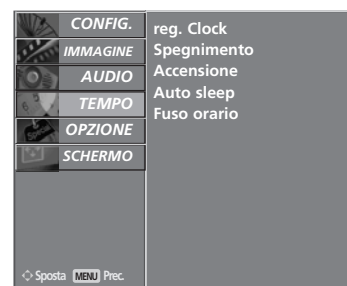 CONFIG.
IMMAGINE
AUDIO
TEMPO
OPZIONE
SCHERMO
reg. Clock
Spegnimento
Accensione
Auto sleep
Fuso orario
Sposta MENU Prec.